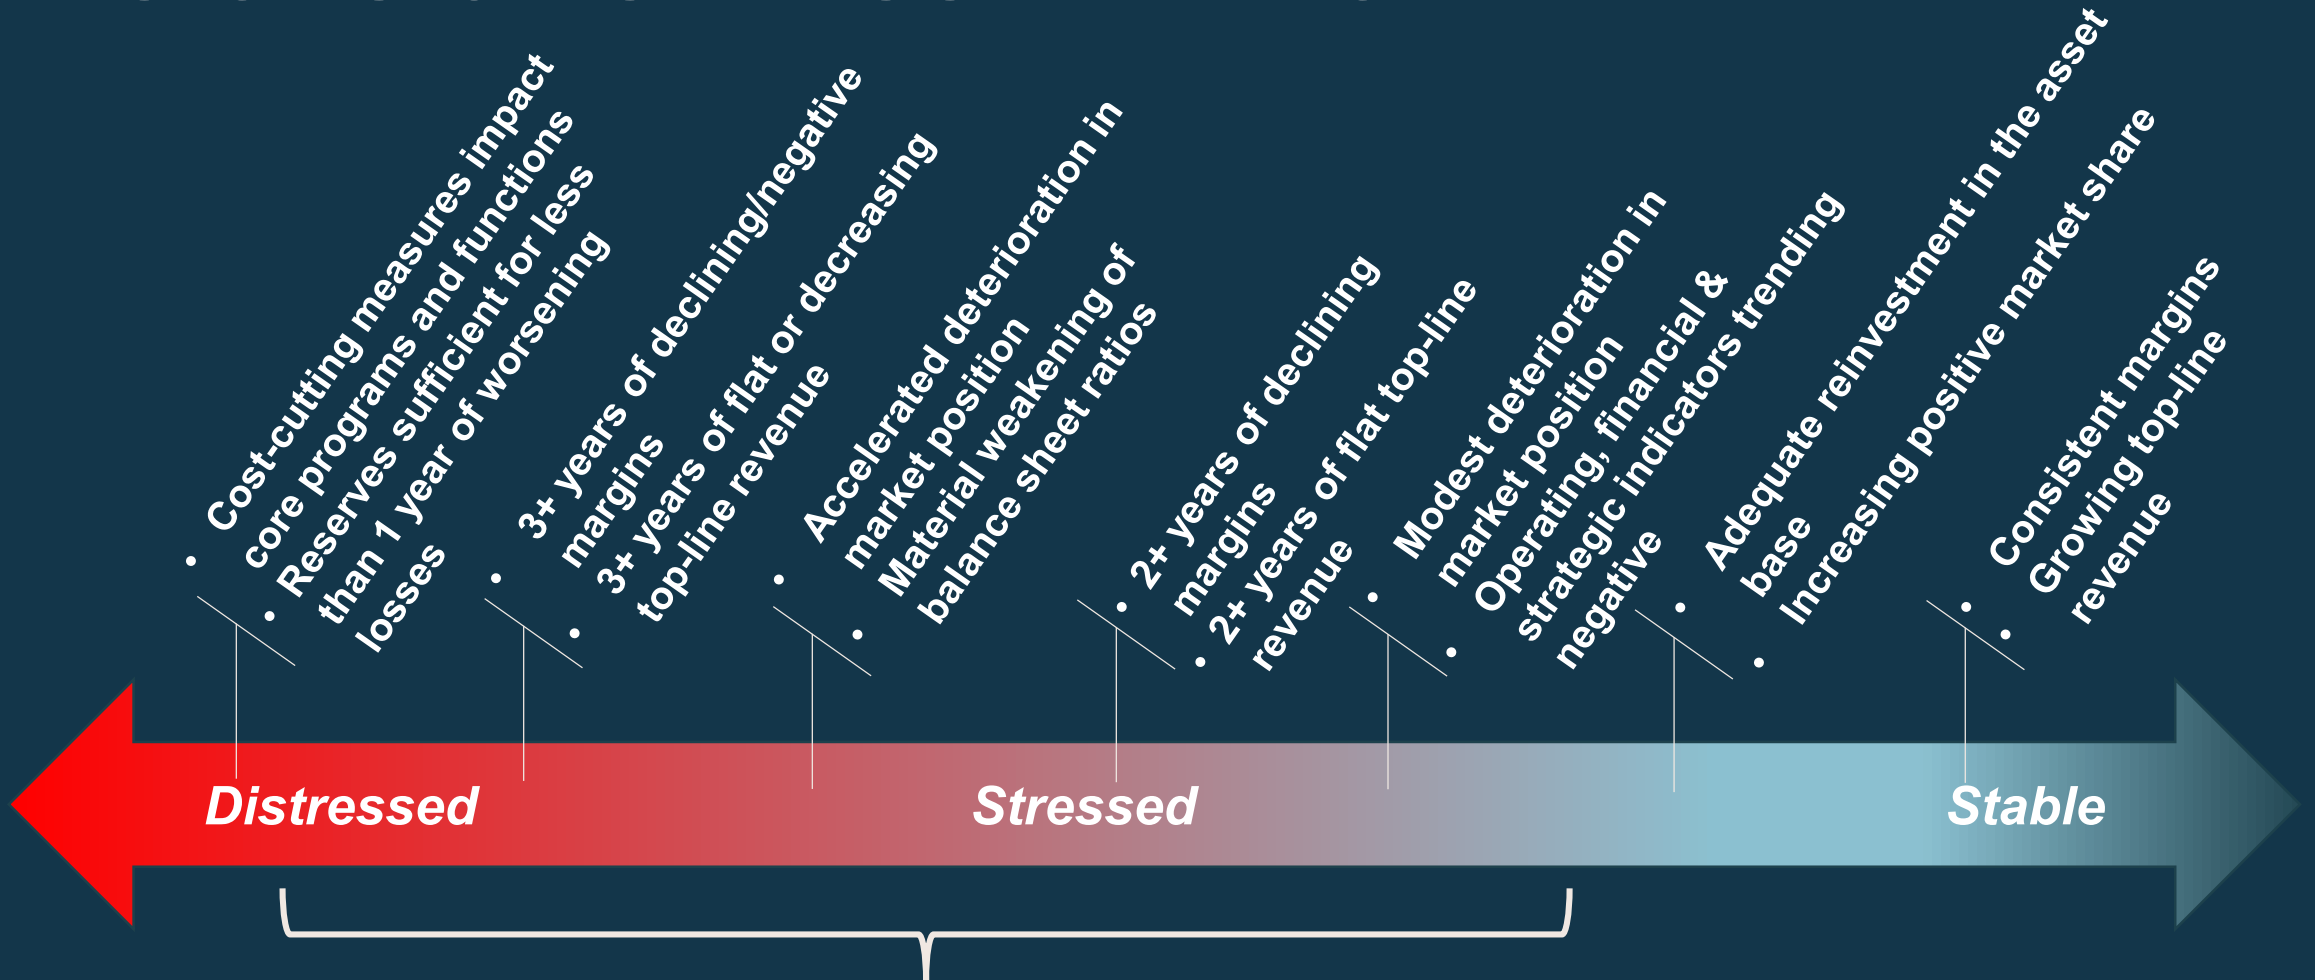 • Cost-cutting measures impact
core programs and functions
• Reserves sufficient for less
than 1 year of worsening
losses
• 3+ years of declining/negative
margins
• 3+ years of flat or decreasing
top-line revenue
• Accelerated deterioration in
market position
• Material weakening of
balance sheet ratios
• 2+ years of declining
margins
• 2+ years of flat top-line
revenue
• Modest deterioration in
market position
• Operating, financial &
strategic indicators trending
negative
• Adequate reinvestment in the asset
base
• Increasing positive market share
• Consistent margins
• Growing top-line
revenue
Distressed
Stressed
Stable